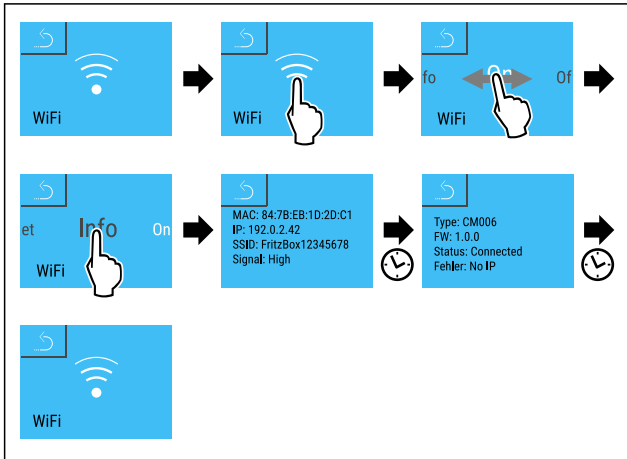 WiFi
WiFi
fo On Of
WiFi
et Info On
WiFi
MAC: 84:7B:EB:1D:2D:C1
IP: 192.0.2.42
SSID: FritzBox12345678
Signal: High
Type: CM006
FW: 1.0.0
Status: Connected
Fehler: No IP
WiFi